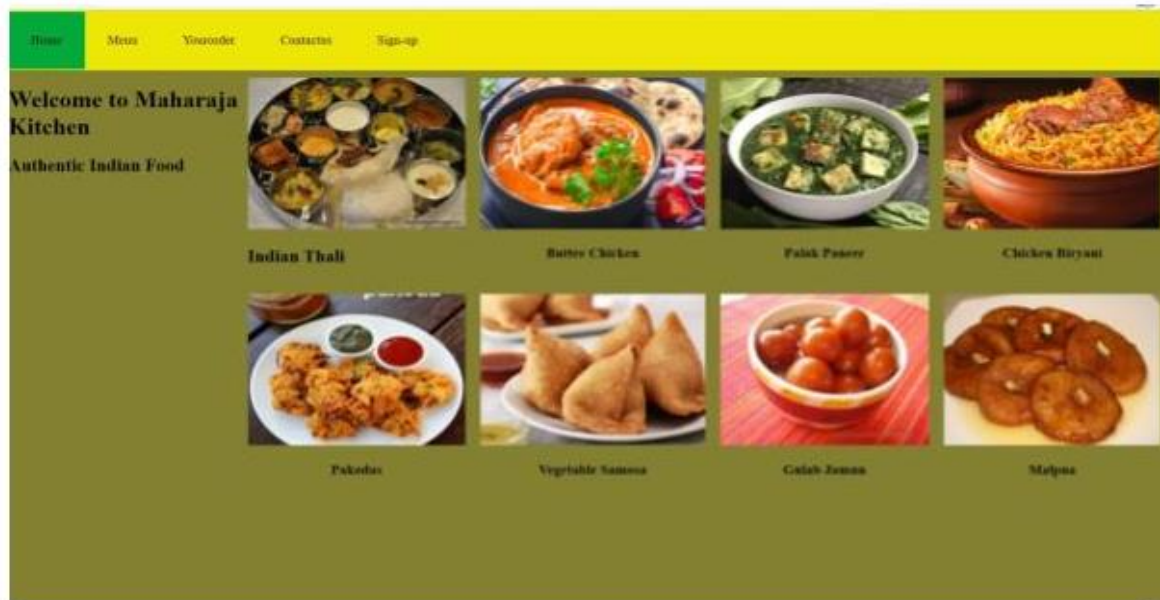 Home Menu Yourorder Contactus Sign-up
Welcome to Maharaja
Kitchen
Authentic Indian Food
Indian Thali
Butter Chicken
Palak Paneer
Chicken Biryani
Pakodas
Vegetable Samosa
Gulab Jamun
Malpua